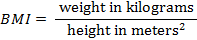 BMI = weight in kilograms / height in meters²